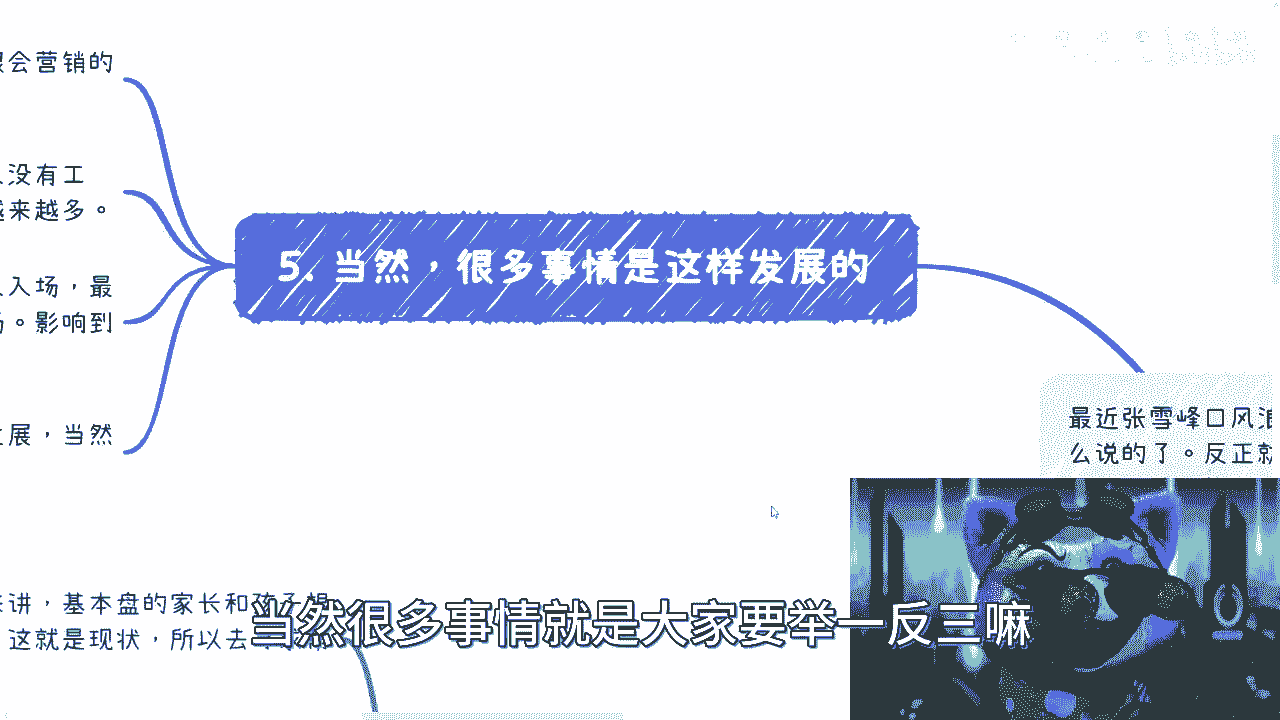 会营销的
没有工
越来越多。
入场，最
。影响到
展，当然
5. 当然，很多事情是这样发展的
最近张雪峰口风浪
么说的了。反正就
讲，基本盘的家长和孩子
这就是现状，所以去
当然很多事情就是大家要举一反三嘛